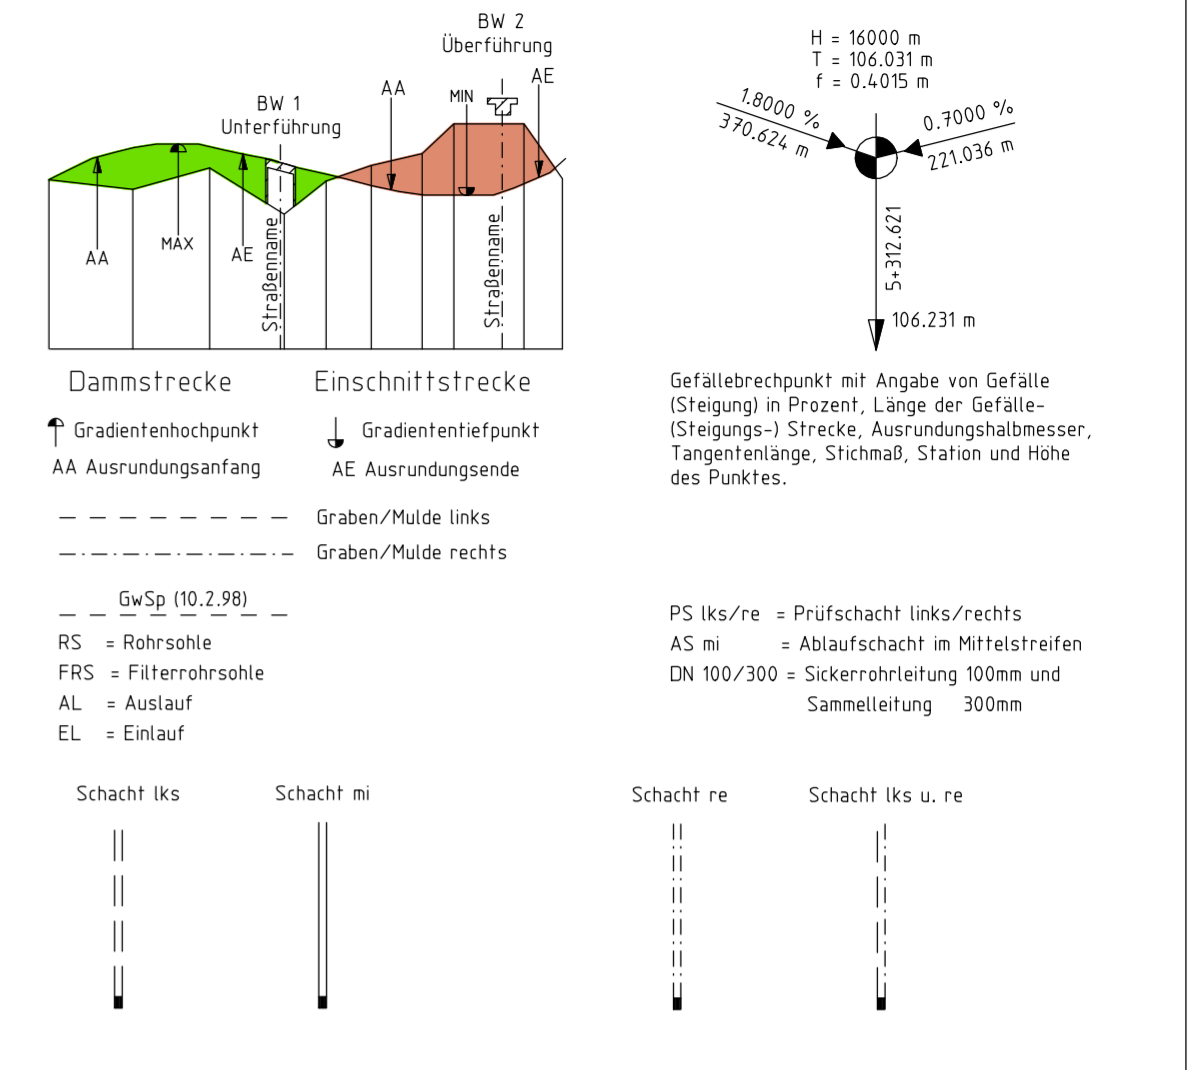 BW 2
Überführung
AE
AA
MIN
BW 1
Unterführung
AA
MAX
AE
Straßenname
Straßenname
H = 16000 m
T = 106.031 m
f = 0.4015 m
1.8000 %
370.624 m
0.7000 %
221.036 m
5+312.621
106.231 m
Dammstrecke
Einschnittstrecke
Gradientenhochpunkt
Gradiententiefpunkt
AA Ausrundungsanfang
AE Ausrundungsende
Graben/Mulde links
Graben/Mulde rechts
Gefällebrechpunkt mit Angabe von Gefälle
(Steigung) in Prozent, Länge der Gefälle-
(Steigungs-) Strecke, Ausrundungshalbmesser,
Tangentenlänge, Stichmaß, Station und Höhe
des Punktes.
GwSp (10.2.98)
RS = Rohrsohle
FRS = Filterrohrsohle
AL = Auslauf
EL = Einlauf
PS lks/re = Prüfschacht links/rechts
AS mi = Ablaufschacht im Mittelstreifen
DN 100/300 = Sickerrohrleitung 100mm und
Sammelleitung 300mm
Schacht lks
Schacht mi
Schacht re
Schacht lks u. re